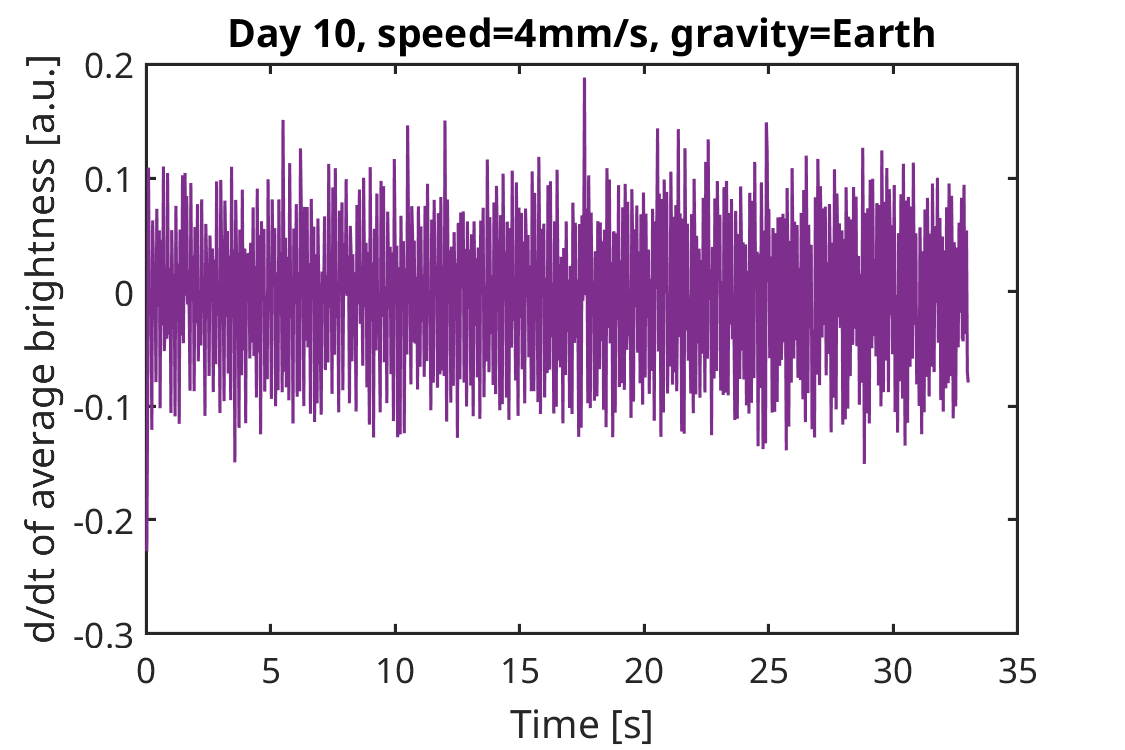 Day 10, speed=4mm/s, gravity=Earth
d/dt of average brightness [a.u.]
0.2
0.1
0
-0.1
-0.2
-0.3
0 5 10 15 20 25 30 35
Time [s]